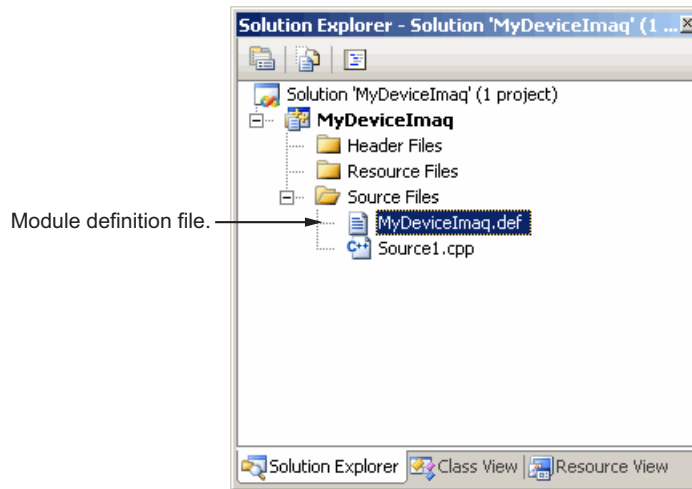 Solution Explorer - Solution 'MyDeviceImaq' (1 ...
Solution 'MyDeviceImaq' (1 project)
MyDeviceImaq
Header Files
Resource Files
Source Files
Module definition file.
MyDeviceImaq.def
C++ Source1.cpp
Solution Explorer Class View Resource View